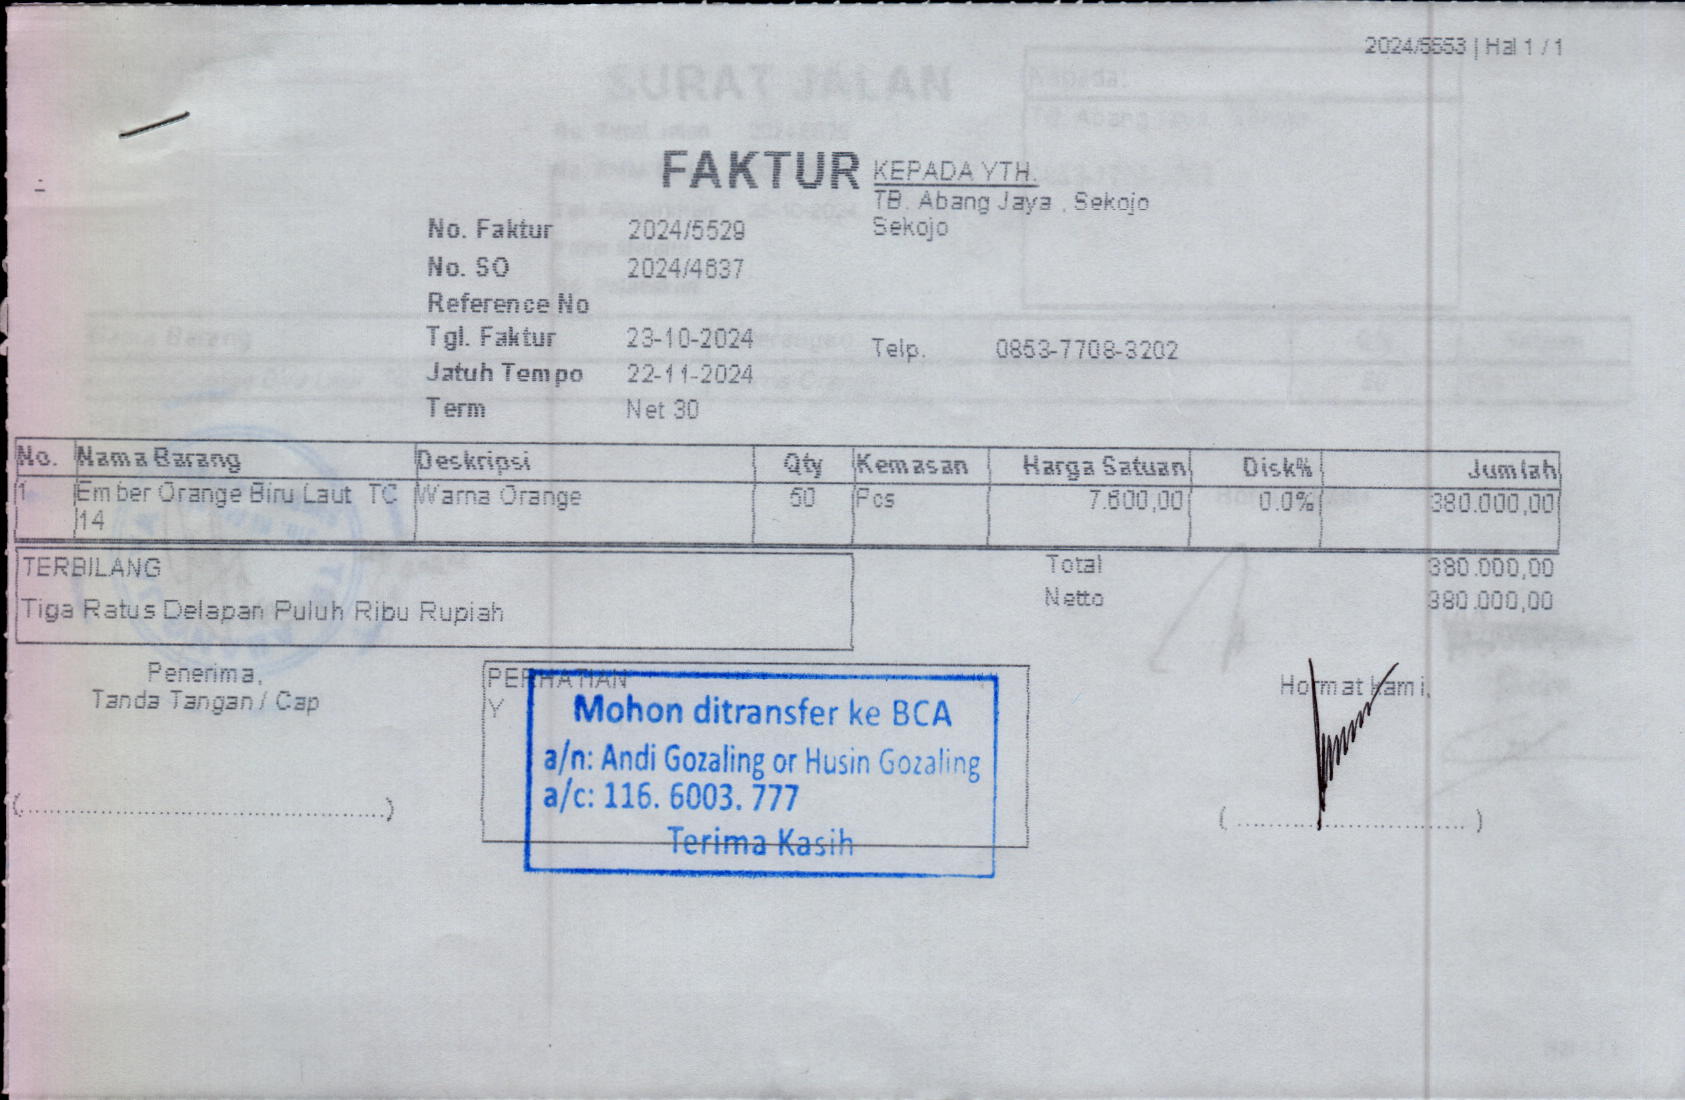 2024/5553 | Hal 1 / 1
FAKTUR
KEPADA YTH.
TB. Abang Jaya , Sekojo
Sekojo
No. Faktur 2024/5529
No. SO 2024/4637
Reference No
Tgl. Faktur 23-10-2024
Telp. 0853-7708-3202
Jatuh Tempo 22-11-2024
Term Net 30
No. Nama Barang Deskripsi Qty Kemasan Harga Satuan Disk% Jumlah
1 Ember Orange Biru Laut TC Warna Orange 50 Pcs 7.600,00 0.0% 380.000,00
14
TERBILANG
Total 380.000,00
Tiga Ratus Delapan Puluh Ribu Rupiah
Netto 380.000,00
Penerima,
Tanda Tangan / Cap
PERHATIAN
Y
Mohon ditransfer ke BCA
a/n: Andi Gozaling or Husin Gozaling
a/c: 116. 6003. 777
Terima Kasih
Hormat kami,
SURAT JALAN
Kepada:
Nama Barang